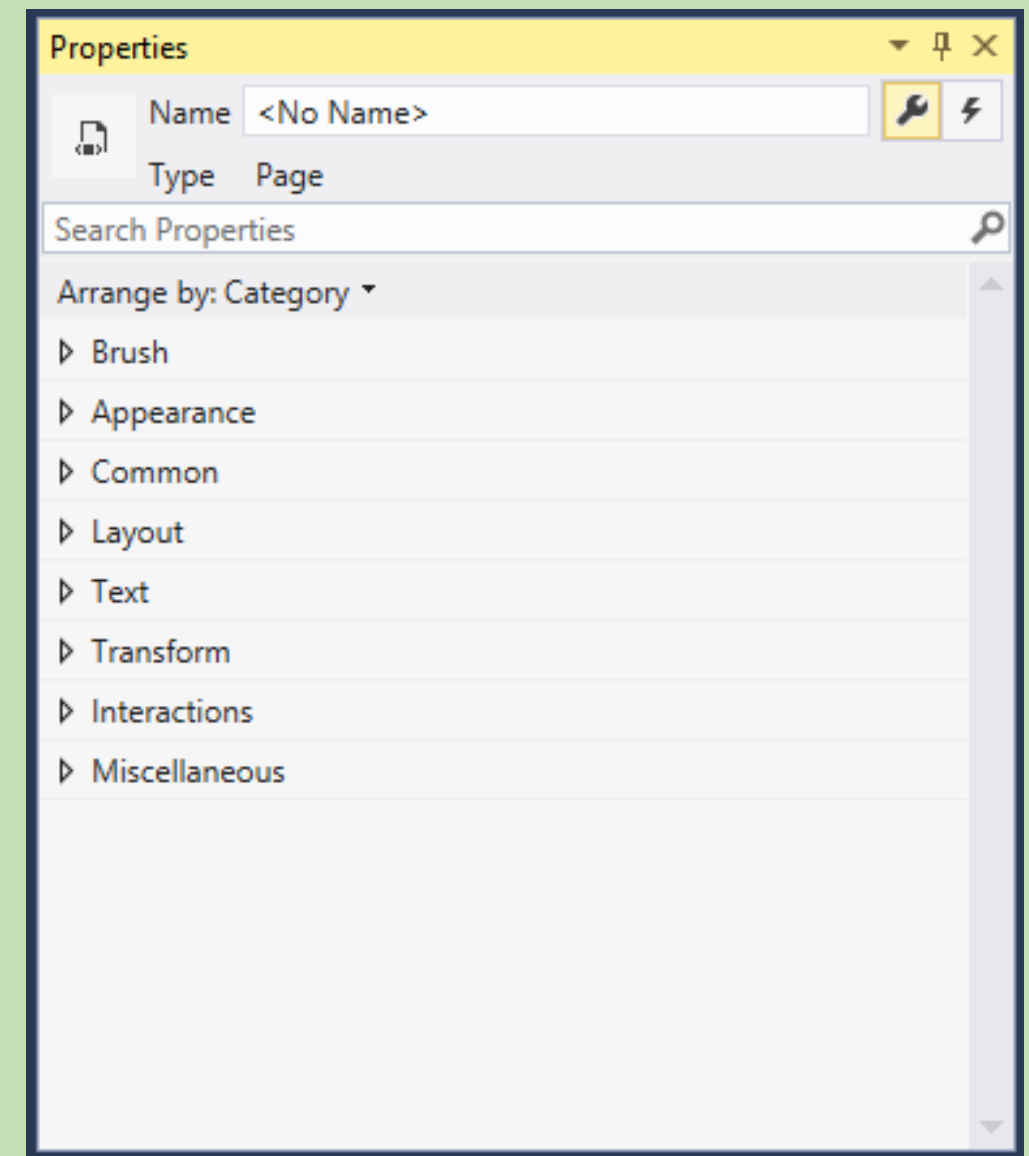 Properties
Name <No Name>
Type Page
Search Properties
Arrange by: Category
Brush
Appearance
Common
Layout
Text
Transform
Interactions
Miscellaneous